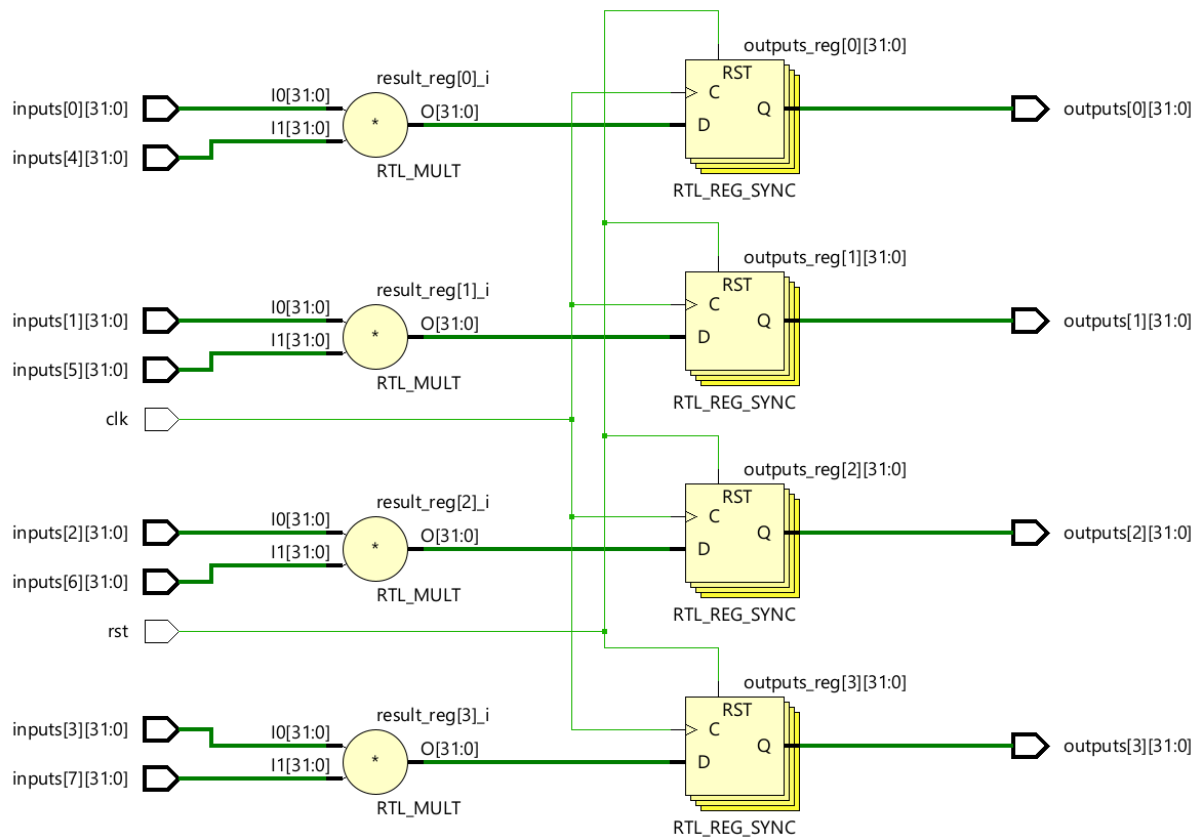 outputs_reg[0][31:0]
result_reg[0]_i
RST
inputs[0][31:0]
I0[31:0]
C
O[31:0]
*
Q
outputs[0][31:0]
I1[31:0]
D
inputs[4][31:0]
RTL_MULT
RTL_REG_SYNC
outputs_reg[1][31:0]
result_reg[1]_i
RST
inputs[1][31:0]
I0[31:0]
C
O[31:0]
*
Q
outputs[1][31:0]
I1[31:0]
D
inputs[5][31:0]
RTL_MULT
RTL_REG_SYNC
clk
outputs_reg[2][31:0]
result_reg[2]_i
RST
inputs[2][31:0]
I0[31:0]
C
O[31:0]
*
Q
outputs[2][31:0]
I1[31:0]
D
inputs[6][31:0]
RTL_MULT
RTL_REG_SYNC
rst
outputs_reg[3][31:0]
result_reg[3]_i
RST
inputs[3][31:0]
I0[31:0]
C
O[31:0]
*
Q
outputs[3][31:0]
I1[31:0]
D
inputs[7][31:0]
RTL_MULT
RTL_REG_SYNC